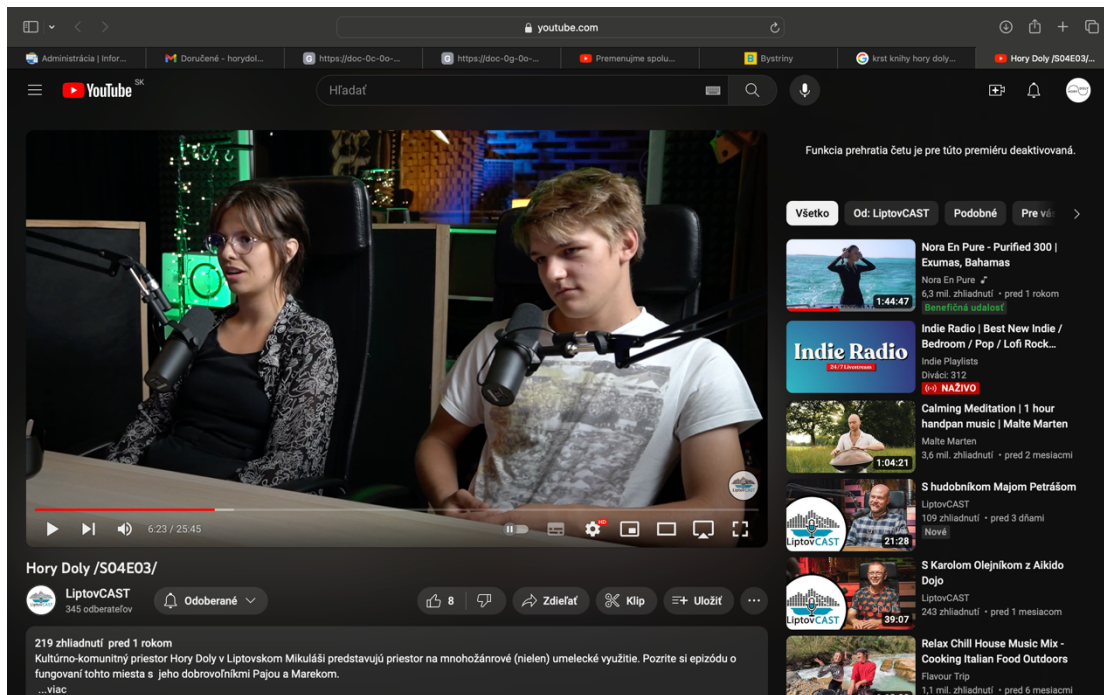 youtube.com
Administrácia | Infor...
Doručené - horydol...
https://doc-0c-0o-...
https://doc-0g-0o-...
Premenujme spolu...
Bystriny
krst knihy hory doly...
Hory Doly /S04E03/...
YouTube SK
Hľadať
Funkcia prehratia četu je pre túto premiéru deaktivovaná.
Všetko
Od: LiptovCAST
Podobné
Pre vá
Nora En Pure - Purified 300 |
Exumas, Bahamas
Nora En Pure
6,3 mil. zhliadnutí • pred 1 rokom
Benefičná udalosť
1:44:47
Indie Radio
24/7 Livestream
Indie Radio | Best New Indie /
Bedroom / Pop / Lofi Rock...
Indie Playlists
Diváci: 312
NAŽIVO
Calming Meditation | 1 hour
handpan music | Malte Marten
Malte Marten
3,6 mil. zhliadnutí • pred 2 mesiacmi
1:04:21
S hudobníkom Majom Petrášom
LiptovCAST
109 zhliadnutí • pred 3 dňami
Nové
LiptovCAST
21:28
S Karolom Olejníkom z Aikido
Dojo
LiptovCAST
243 zhliadnutí • pred 1 mesiacom
LiptovCAST
39:07
Relax Chill House Music Mix -
Cooking Italian Food Outdoors
Flavour Trip
1,1 mil. zhliadnutí • pred 6 mesiacmi
LiptovCAST
6:23 / 25:45
HD
Hory Doly /S04E03/
LiptovCAST
345 odberateľov
Odoberané
8
Zdieľať
Klip
Uložiť
219 zhliadnutí pred 1 rokom
Kultúrno-komunitný priestor Hory Doly v Liptovskom Mikuláši predstavujú priestor na mnohožánrové (nielen) umelecké využitie. Pozrite si epizódu o
fungovaní tohto miesta s jeho dobrovoľníkmi Pajou a Marekom.
...viac